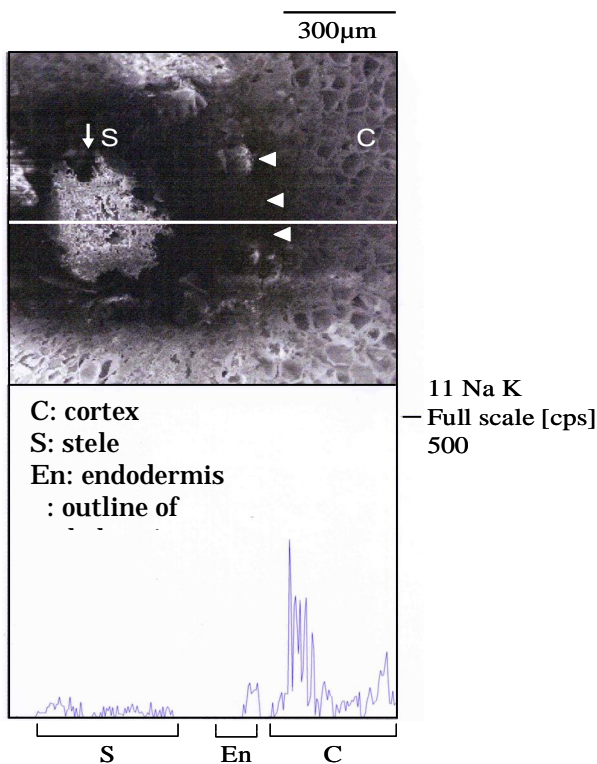 300µm
S
C
C: cortex
S: stele
En: endodermis
: outline of
11 Na K
Full scale [cps]
500
S
En
C